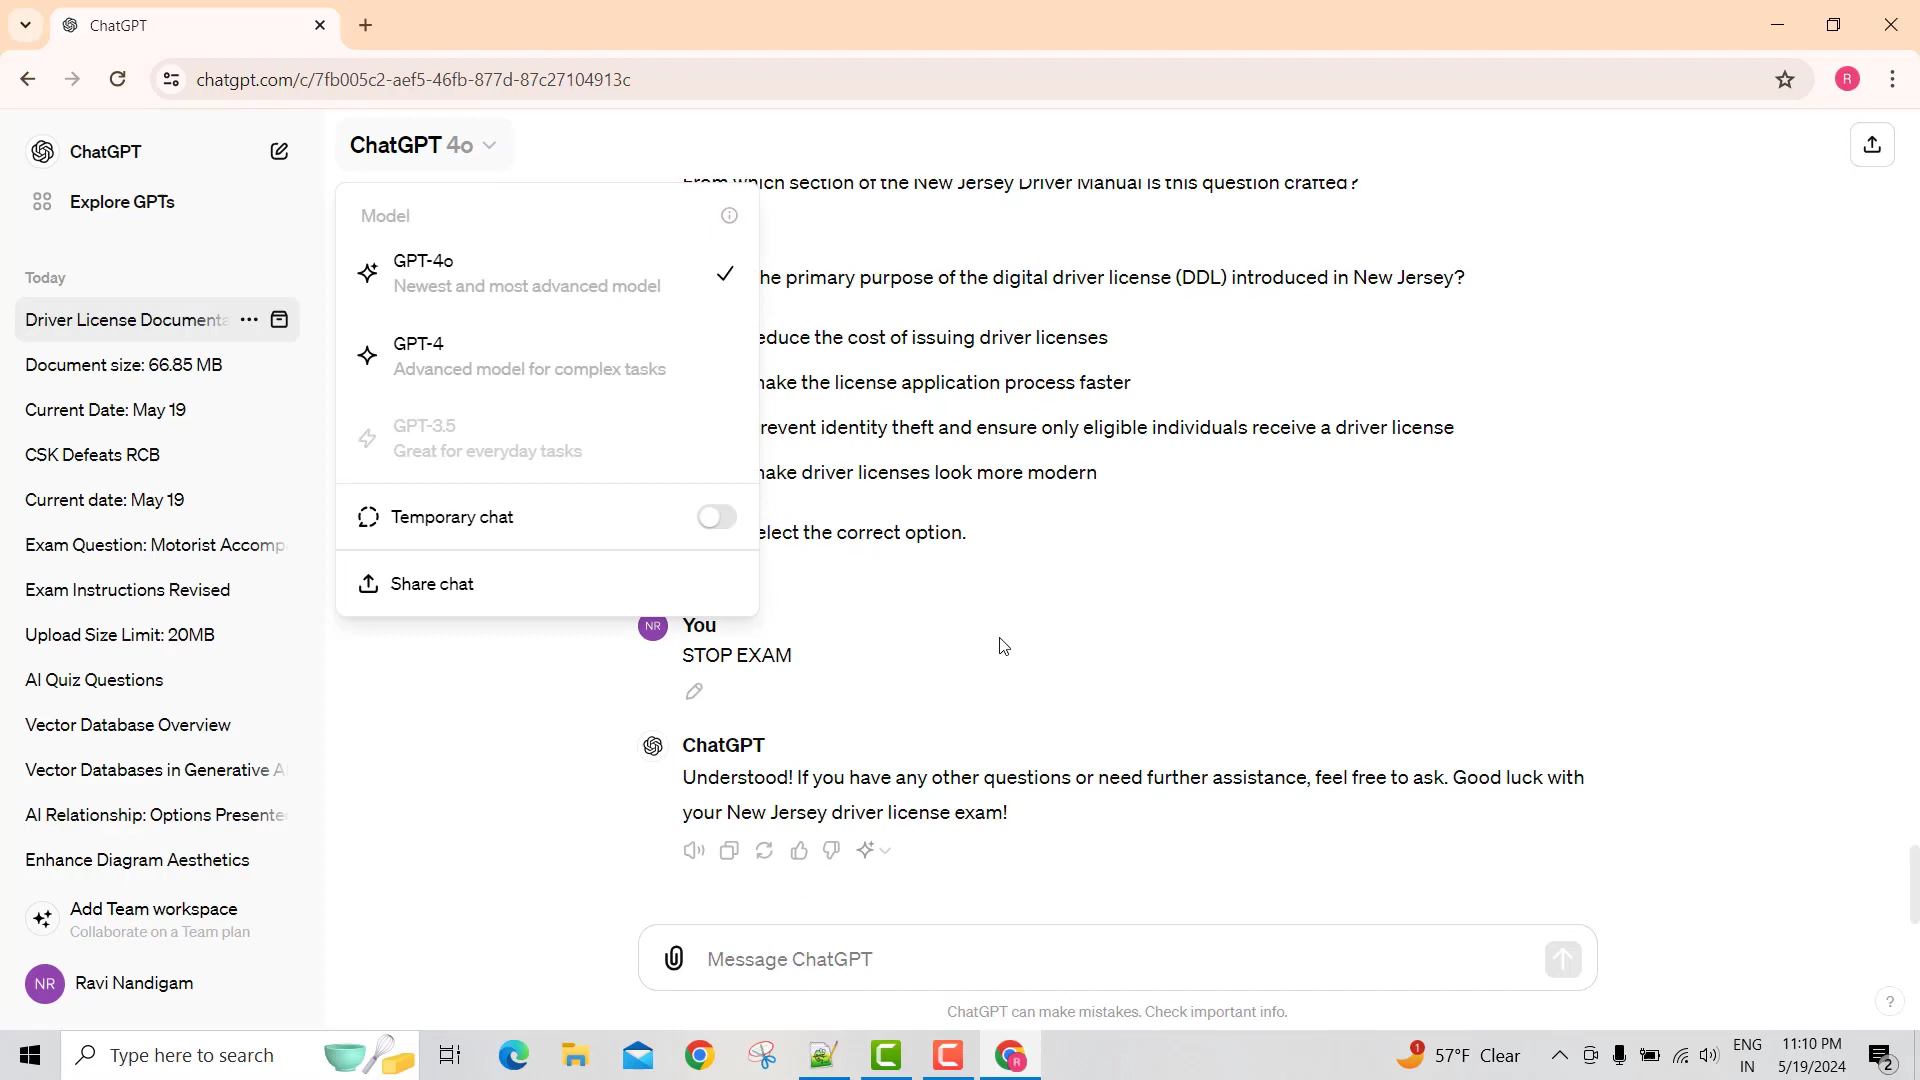 ChatGPT
chatgpt.com/c/7fb005c2-aef5-46fb-877d-87c27104913c
R
ChatGPT
Explore GPTs
Today
Driver License Documenta
Document size: 66.85 MB
Current Date: May 19
CSK Defeats RCB
Current date: May 19
Exam Question: Motorist Accomp
Exam Instructions Revised
Upload Size Limit: 20MB
AI Quiz Questions
Vector Database Overview
Vector Databases in Generative A
AI Relationship: Options Presente
Enhance Diagram Aesthetics
Add Team workspace
Collaborate on a Team plan
NR
Ravi Nandigam
ChatGPT 4o
Model
GPT-4o
Newest and most advanced model
GPT-4
Advanced model for complex tasks
GPT-3.5
Great for everyday tasks
Temporary chat
Share chat
From which section of the New Jersey Driver Manual is this question crafted?
he primary purpose of the digital driver license (DDL) introduced in New Jersey?
educe the cost of issuing driver licenses
nake the license application process faster
revent identity theft and ensure only eligible individuals receive a driver license
nake driver licenses look more modern
elect the correct option.
NR
You
STOP EXAM
ChatGPT
Understood! If you have any other questions or need further assistance, feel free to ask. Good luck with
your New Jersey driver license exam!
Message ChatGPT
ChatGPT can make mistakes. Check important info.
?
Type here to search
R
1
57°F Clear
ENG
IN
11:10 PM
5/19/2024
2